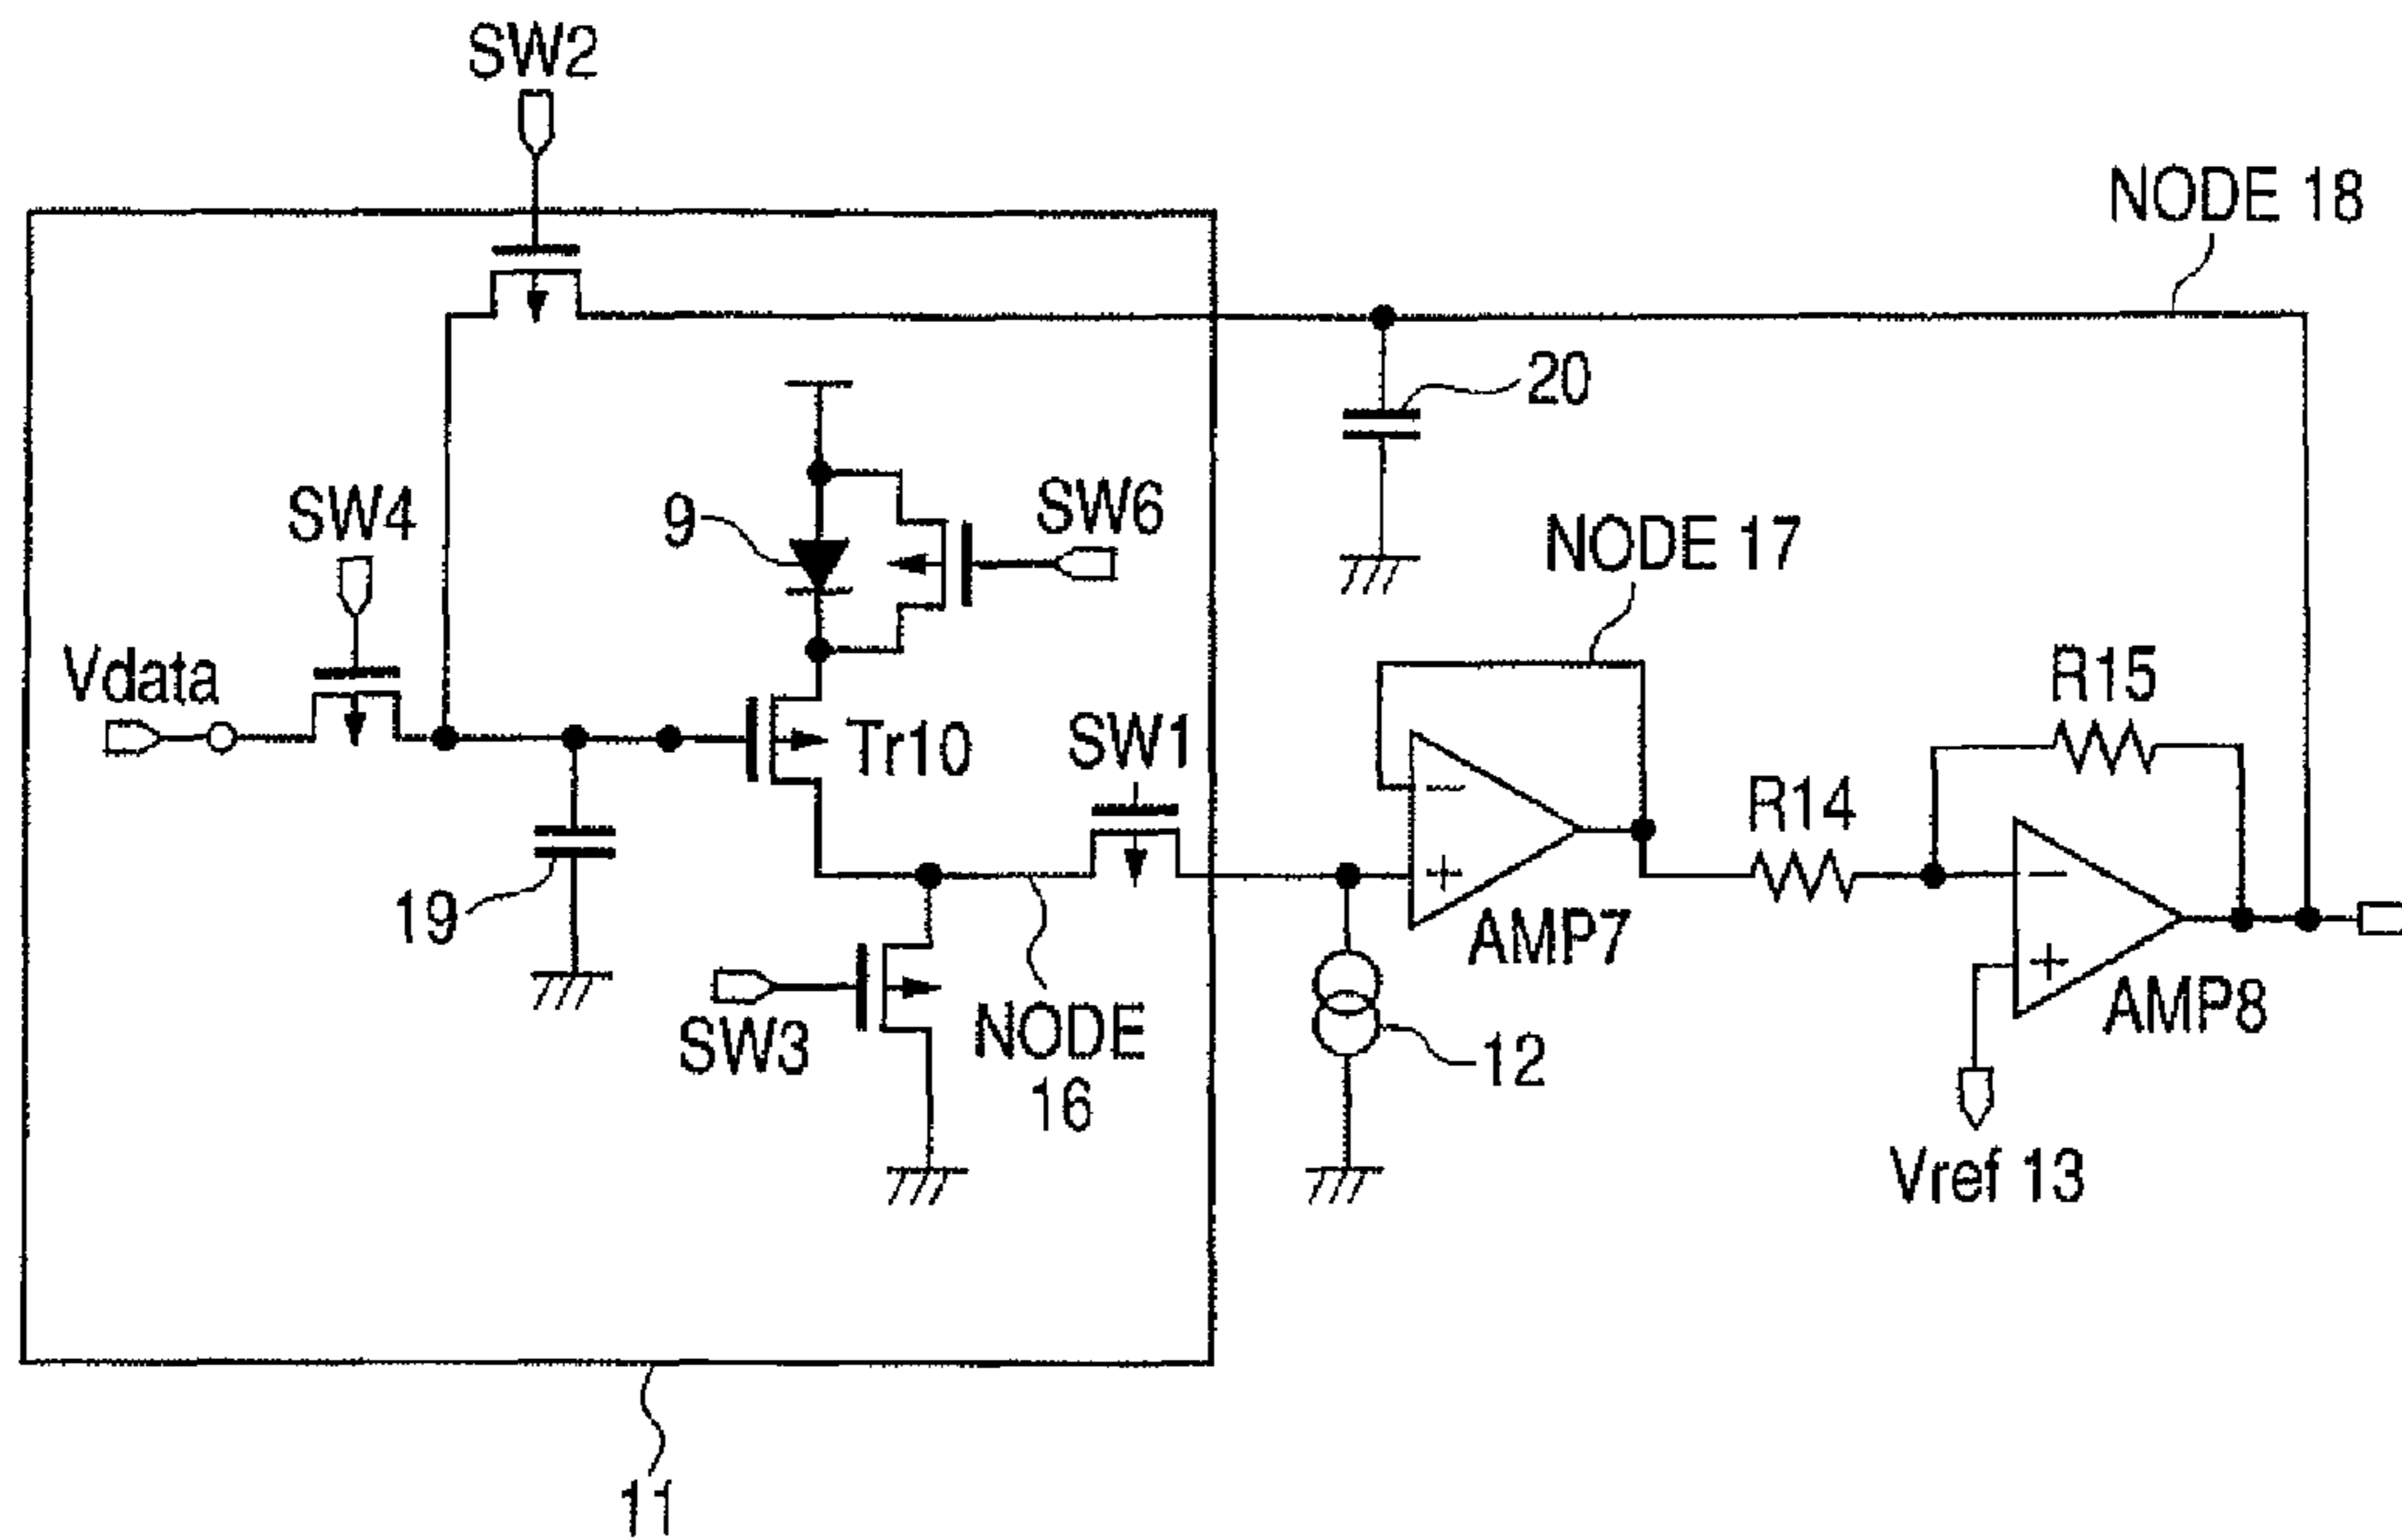 SW2
NODE 18
20
SW4
9
SW6
NODE 17
Vdata
R15
Tr10
SW1
R14
19
AMP7
SW3
NODE
16
12
AMP8
Vref 13
11